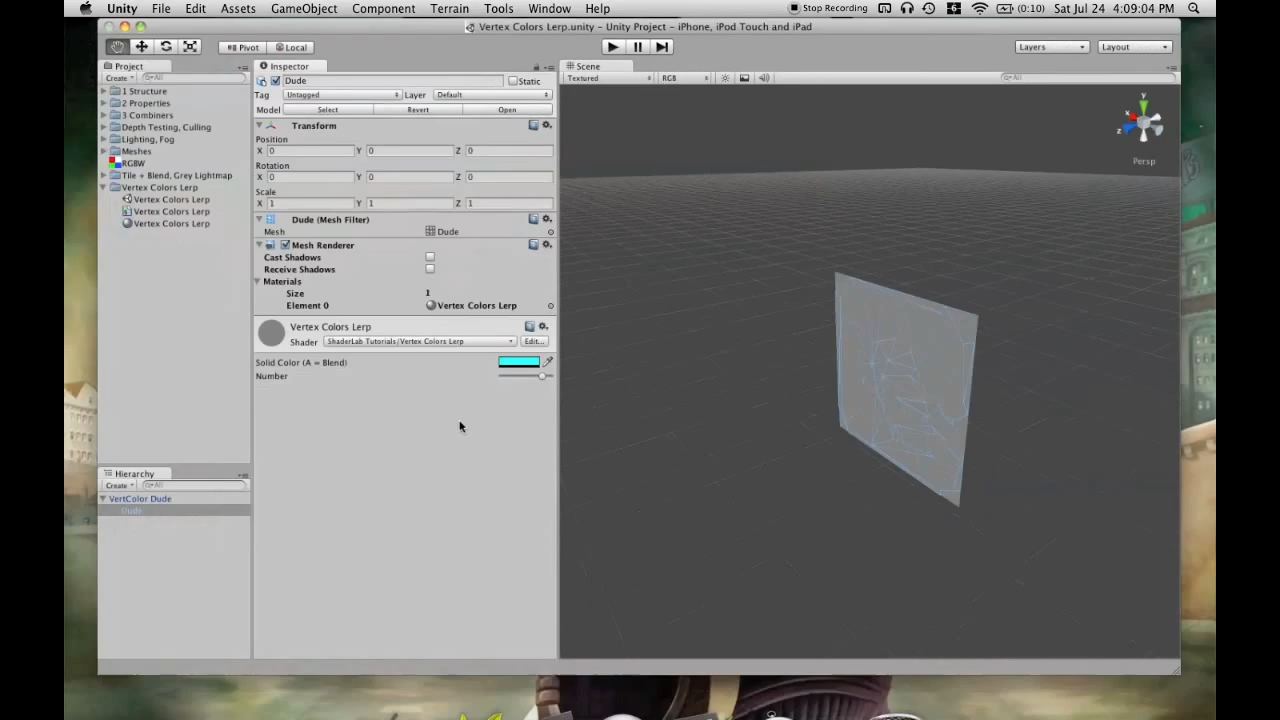 Unity File Edit Assets GameObject Component Terrain Tools Window Help Stop Recording 6 (0:10) Sat Jul 24 4:09:04 PM
Vertex Colors Lerp.unity – Unity Project – iPhone, iPod Touch and iPad
Pivot Local Layers Layout
Project Inspector Scene
Create All Dude Static Textured RGB All
1 Structure Tag Untagged Layer Default
2 Properties Model Select Revert Open
3 Combiners Transform
Depth Testing, Culling Position
Lighting, Fog X 0 Y 0 Z 0
Meshes Rotation
RGBW X 0 Y 0 Z 0
Tile + Blend, Grey Lightmap Scale
Vertex Colors Lerp X 1 Y 1 Z 1
Vertex Colors Lerp Dude (Mesh Filter)
Vertex Colors Lerp Mesh Dude
Vertex Colors Lerp Mesh Renderer
Cast Shadows
Receive Shadows
Materials
Size 1
Element 0 Vertex Colors Lerp
Vertex Colors Lerp
Shader ShaderLab Tutorials/Vertex Colors Lerp Edit...
Solid Color (A = Blend)
Number
Hierarchy
Create All
VertColor Dude
Dude
y
x
z
Persp